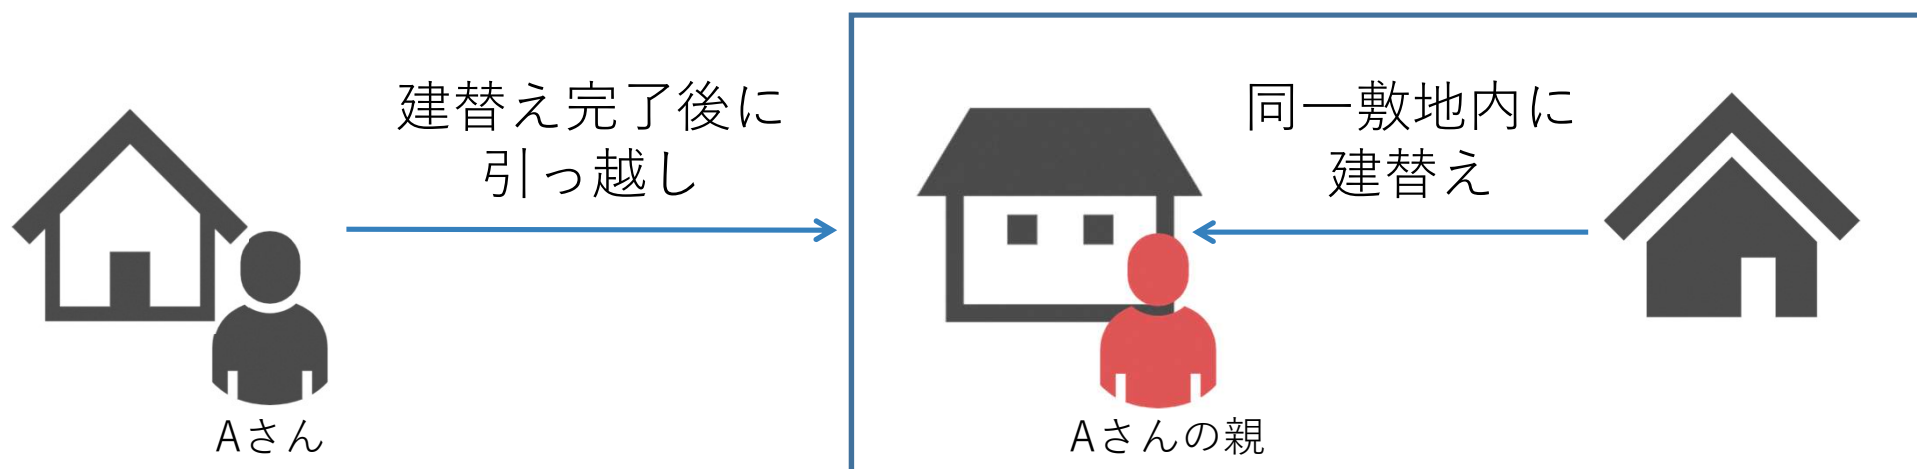 建替え完了後に
引っ越し
同一敷地内に
建替え
Aさん
Aさんの親